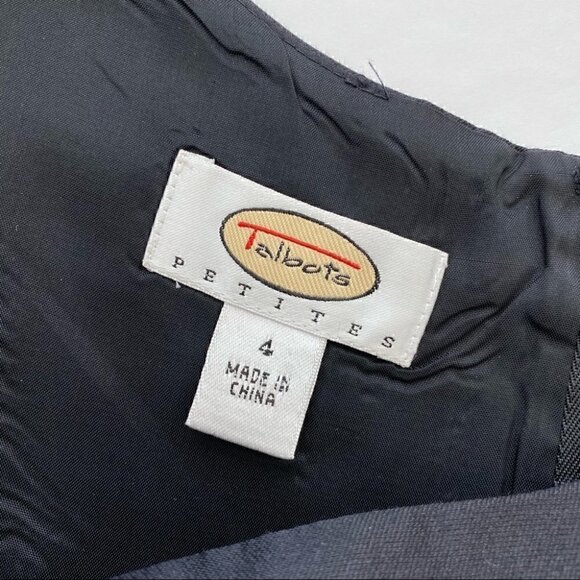 Talbots
PETITES
4
MADE IN
CHINA